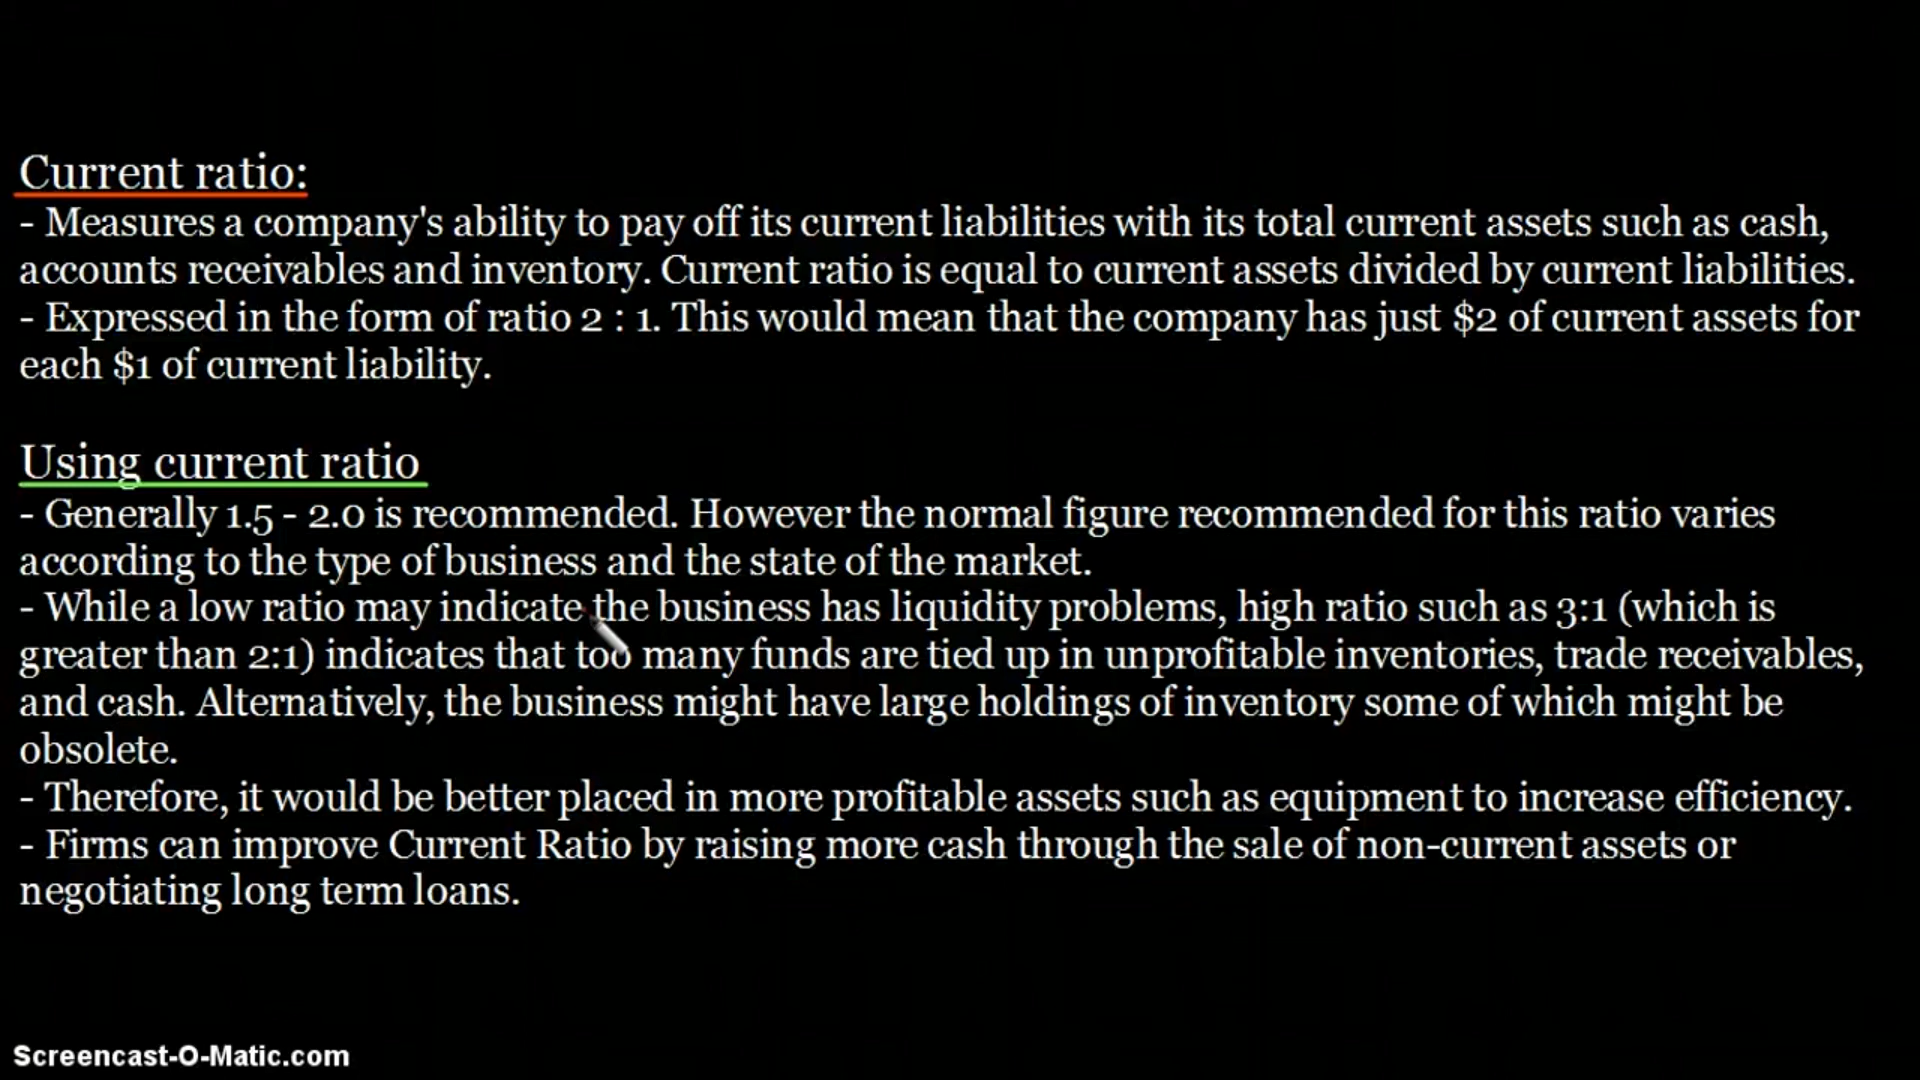 Current ratio:
- Measures a company's ability to pay off its current liabilities with its total current assets such as cash,
accounts receivables and inventory. Current ratio is equal to current assets divided by current liabilities.
- Expressed in the form of ratio 2 : 1. This would mean that the company has just $2 of current assets for
each $1 of current liability.
Using current ratio
- Generally 1.5 - 2.0 is recommended. However the normal figure recommended for this ratio varies
according to the type of business and the state of the market.
- While a low ratio may indicate the business has liquidity problems, high ratio such as 3:1 (which is
greater than 2:1) indicates that too many funds are tied up in unprofitable inventories, trade receivables,
and cash. Alternatively, the business might have large holdings of inventory some of which might be
obsolete.
- Therefore, it would be better placed in more profitable assets such as equipment to increase efficiency.
- Firms can improve Current Ratio by raising more cash through the sale of non-current assets or
negotiating long term loans.
Screencast-O-Matic.com